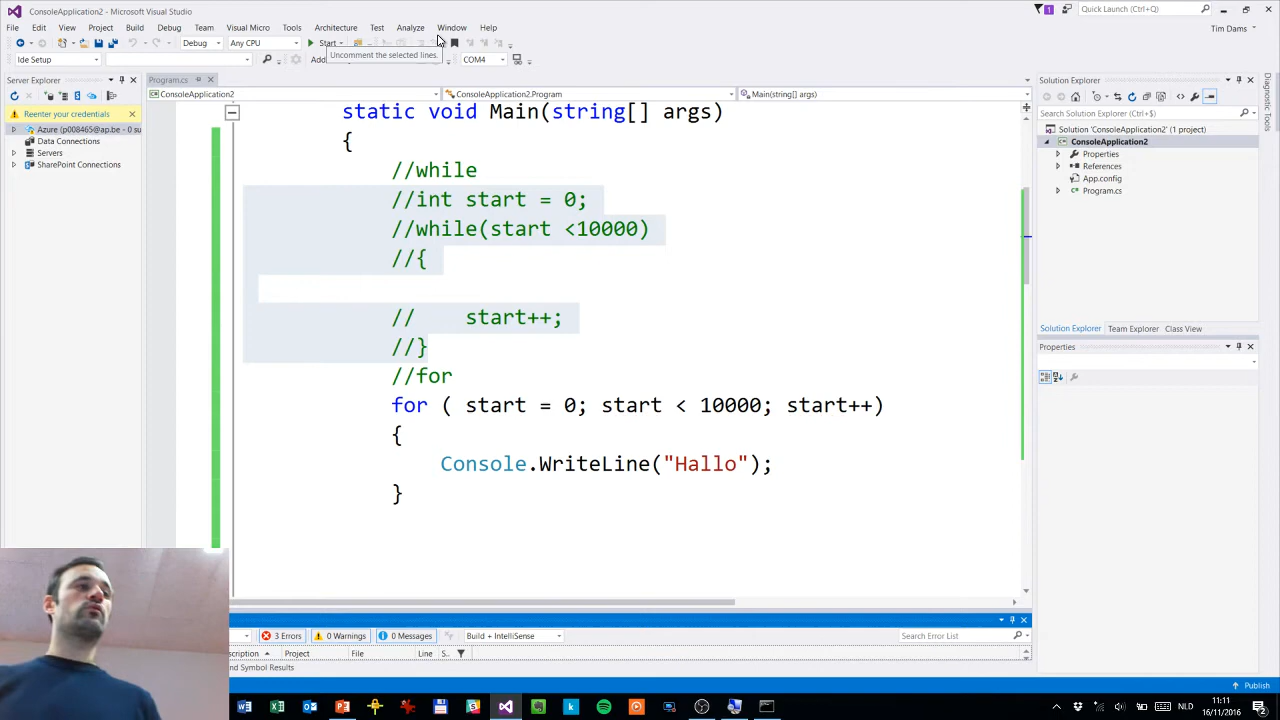 ConsoleApplication2 - Microsoft Visual Studio
1
Quick Launch (Ctrl+Q)
File Edit View Project Build Debug Team Visual Micro Tools Architecture Test Analyze Window Help
Tim Dams
Debug Any CPU Start
Uncomment the selected lines.
Ide Setup Add COM4
Server Explorer
Program.cs
Solution Explorer
ConsoleApplication2
ConsoleApplication2.Program
Main(string[] args)
Reenter your credentials
Azure (p008465@ap.be - 0 su
Data Connections
Servers
SharePoint Connections
Search Solution Explorer (Ctrl+$)
Solution 'ConsoleApplication2' (1 project)
ConsoleApplication2
Properties
References
App.config
Program.cs
Diagnostic Tools
static void Main(string[] args)
{
//while
//int start = 0;
//while(start <10000)
//{
// start++;
//}
//for
for ( start = 0; start < 10000; start++)
{
Console.WriteLine("Hallo");
}
Solution Explorer Team Explorer Class View
Properties
3 Errors 0 Warnings 0 Messages Build + IntelliSense Search Error List
scription Project File Line S..
nd Symbol Results
Publish
NLD 11:11
16/11/2016
2